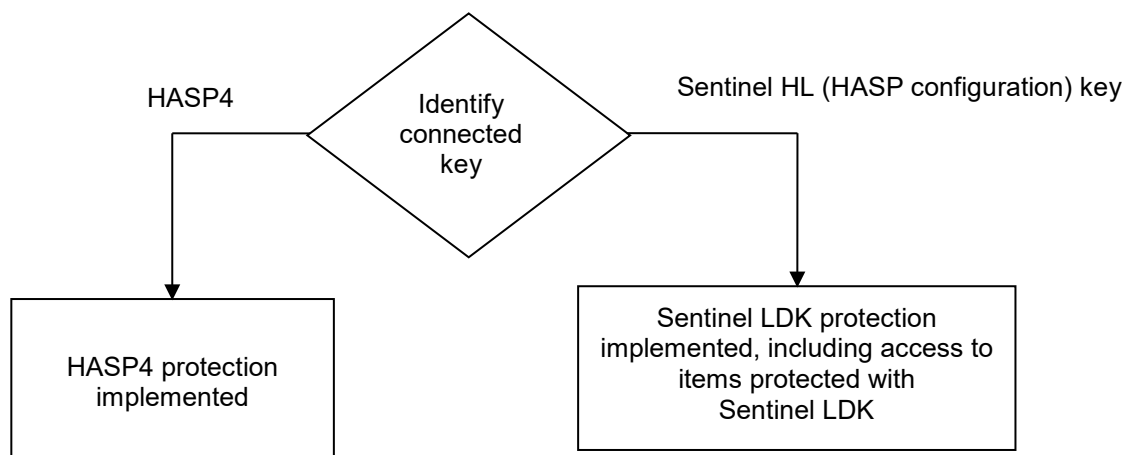 HASP4
Sentinel HL (HASP configuration) key
Identify
connected
key
HASP4 protection
implemented
Sentinel LDK protection
implemented, including access to
items protected with
Sentinel LDK